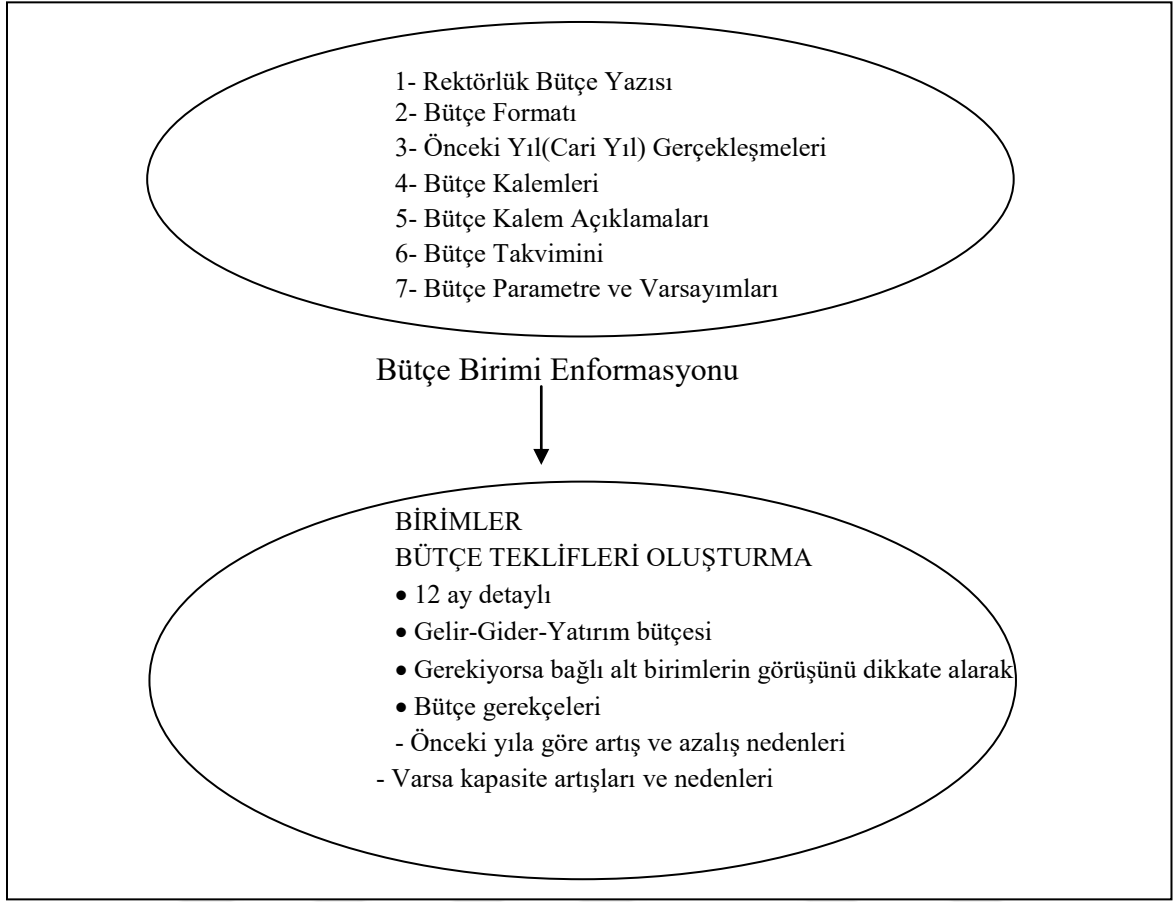 1- Rektörlük Bütçe Yazısı
2- Bütçe Formatı
3- Önceki Yıl(Cari Yıl) Gerçekleşmeleri
4- Bütçe Kalemleri
5- Bütçe Kalem Açıklamaları
6- Bütçe Takvimini
7- Bütçe Parametre ve Varsayımları
Bütçe Birimi Enformasyonu
BİRİMLER
BÜTÇE TEKLİFLERİ OLUŞTURMA
• 12 ay detaylı
• Gelir-Gider-Yatırım bütçesi
• Gerekiyorsa bağlı alt birimlerin görüşünü dikkate alarak
• Bütçe gerekçeleri
- Önceki yıla göre artış ve azalış nedenleri
- Varsa kapasite artışları ve nedenleri